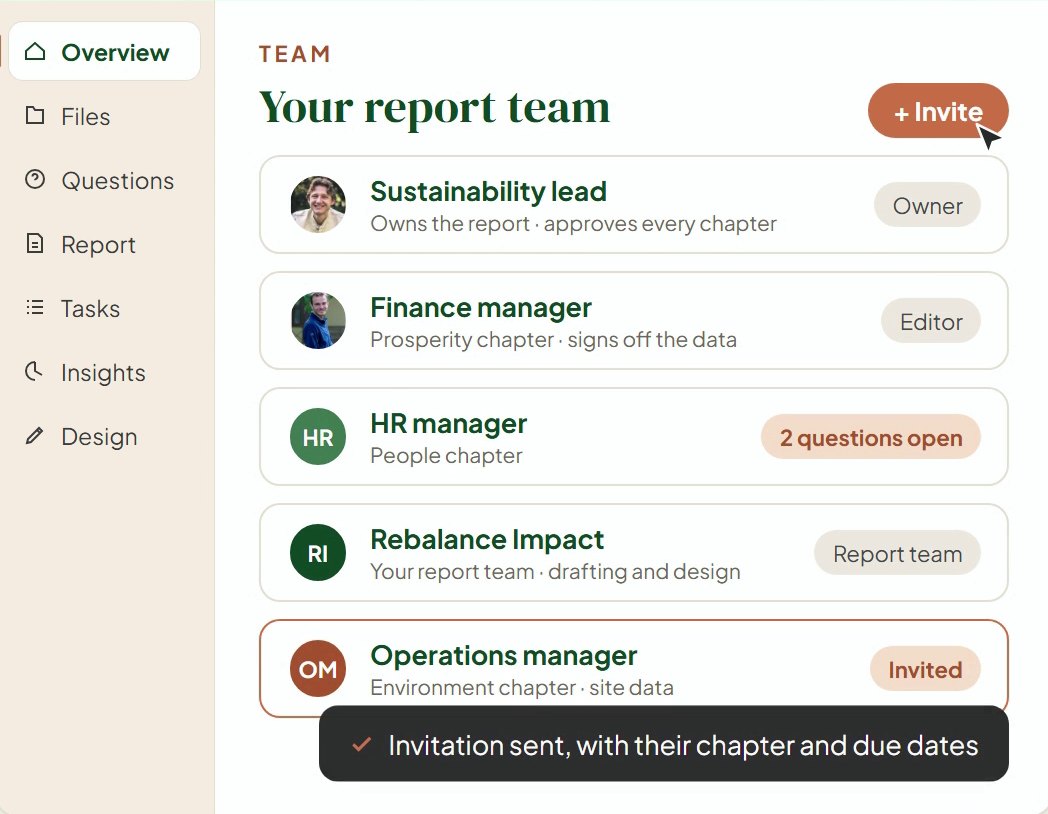 Overview
Files
Questions
Report
Tasks
Insights
Design
TEAM
Your report team
+ Invite
Sustainability lead
Owns the report · approves every chapter
Owner
Finance manager
Prosperity chapter · signs off the data
Editor
HR
HR manager
People chapter
2 questions open
RI
Rebalance Impact
Your report team · drafting and design
Report team
OM
Operations manager
Environment chapter · site data
Invited
Invitation sent, with their chapter and due dates